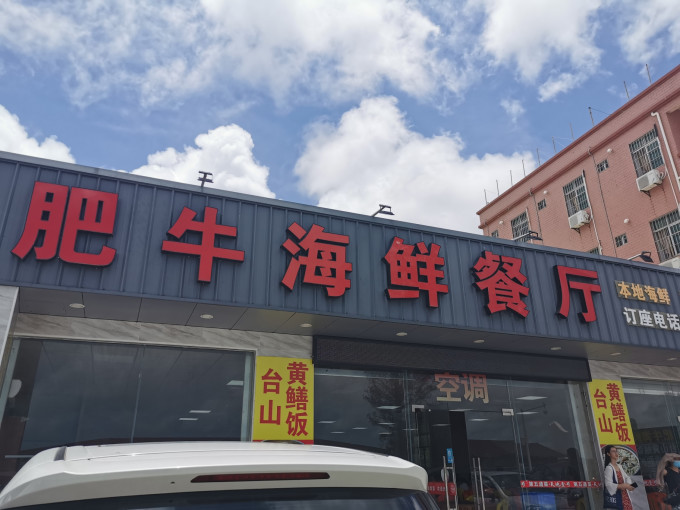 肥牛海鲜餐厅
本地海鲜
订座电话
台山
黄鳝饭
空调
台山
黄鳝饭